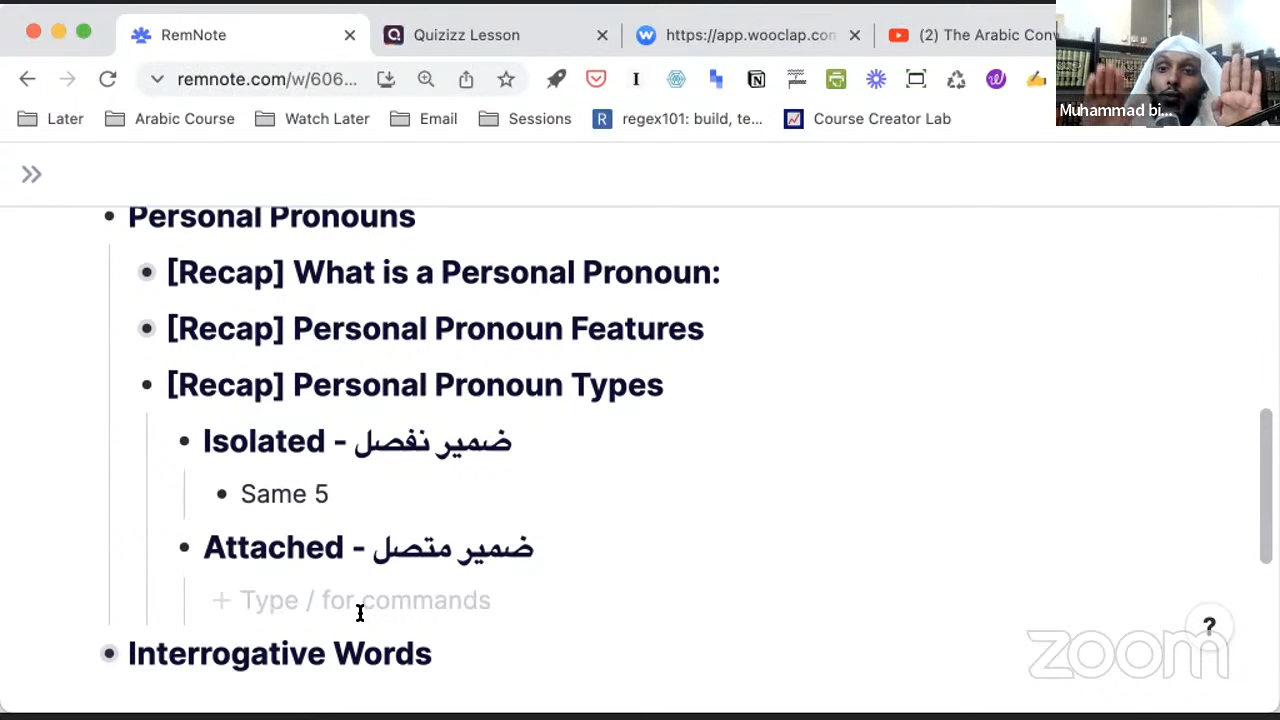 RemNote
Quizizz Lesson
https://app.wooclap.com
(2) The Arabic Conv
remnote.com/w/606...
Later
Arabic Course
Watch Later
Email
Sessions
regex101: build, te...
Course Creator Lab
Muhammad bi...
Personal Pronouns
[Recap] What is a Personal Pronoun:
[Recap] Personal Pronoun Features
[Recap] Personal Pronoun Types
Isolated - ضمير نفصل
Same 5
Attached - ضمير متصل
+ Type / for commands
Interrogative Words
?
zoom